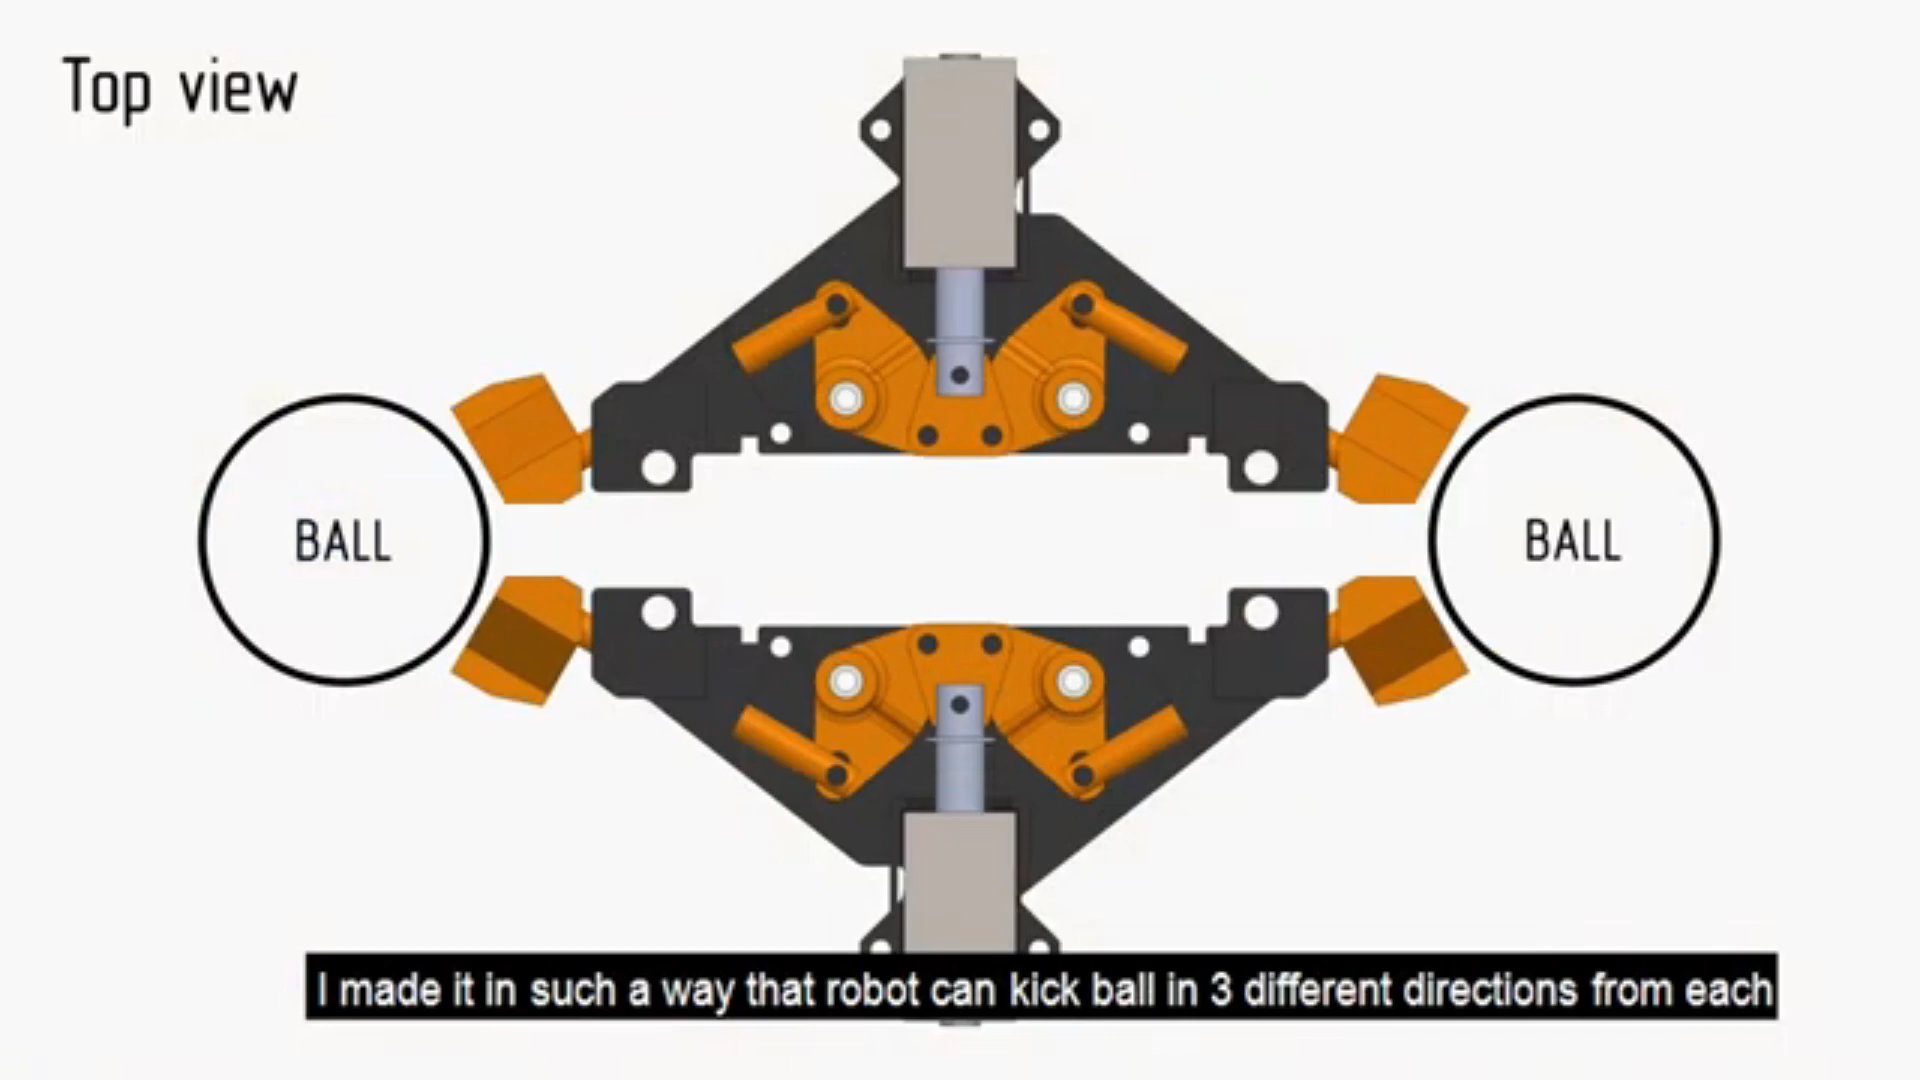 Top view
BALL
BALL
I made it in such a way that robot can kick ball in 3 different directions from each